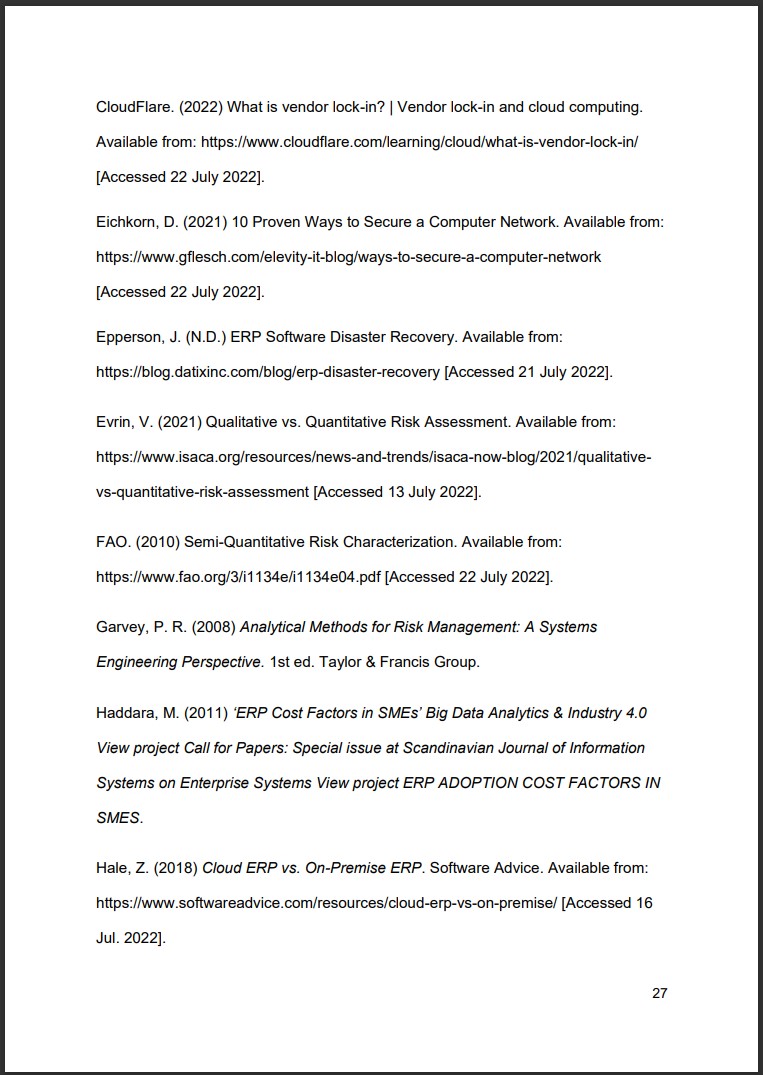 CloudFlare. (2022) What is vendor lock-in? | Vendor lock-in and cloud computing.
Available from: https://www.cloudflare.com/learning/cloud/what-is-vendor-lock-in/
[Accessed 22 July 2022].
Eichkorn, D. (2021) 10 Proven Ways to Secure a Computer Network. Available from:
https://www.gflesch.com/elevity-it-blog/ways-to-secure-a-computer-network
[Accessed 22 July 2022].
Epperson, J. (N.D.) ERP Software Disaster Recovery. Available from:
https://blog.datixinc.com/blog/erp-disaster-recovery [Accessed 21 July 2022].
Evrin, V. (2021) Qualitative vs. Quantitative Risk Assessment. Available from:
https://www.isaca.org/resources/news-and-trends/isaca-now-blog/2021/qualitative-
vs-quantitative-risk-assessment [Accessed 13 July 2022].
FAO. (2010) Semi-Quantitative Risk Characterization. Available from:
https://www.fao.org/3/i1134e/i1134e04.pdf [Accessed 22 July 2022].
Garvey, P. R. (2008) Analytical Methods for Risk Management: A Systems
Engineering Perspective. 1st ed. Taylor & Francis Group.
Haddara, M. (2011) ‘ERP Cost Factors in SMEs’ Big Data Analytics & Industry 4.0
View project Call for Papers: Special issue at Scandinavian Journal of Information
Systems on Enterprise Systems View project ERP ADOPTION COST FACTORS IN
SMES.
Hale, Z. (2018) Cloud ERP vs. On-Premise ERP. Software Advice. Available from:
https://www.softwareadvice.com/resources/cloud-erp-vs-on-premise/ [Accessed 16
Jul. 2022].
27